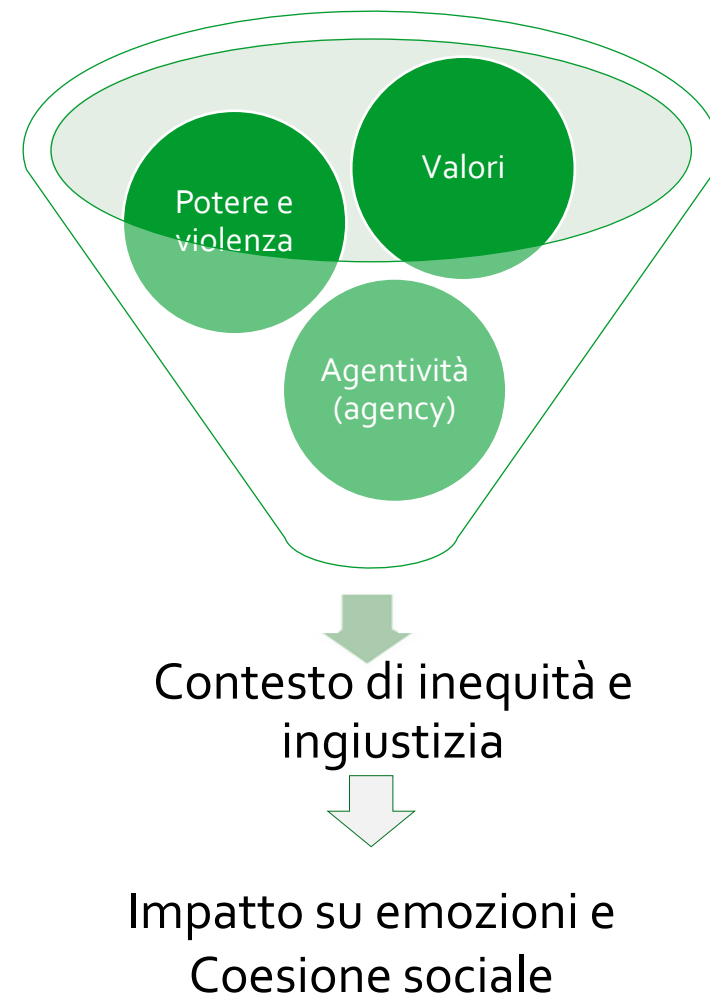 Valori
Potere e
violenza
Agentività
(agency)
Contesto di inequità e
ingiustizia
Impatto su emozioni e
Coesione sociale